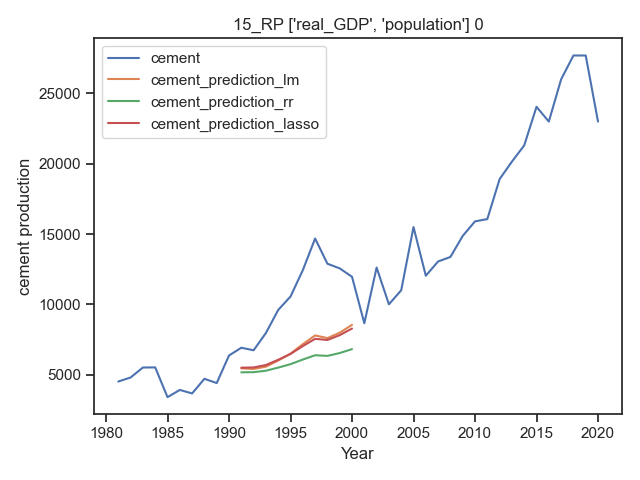 15_RP ['real_GDP', 'population'] 0
cement
cement_prediction_lm
cement_prediction_rr
cement_prediction_lasso
cement production
25000
20000
15000
10000
5000
1980 1985 1990 1995 2000 2005 2010 2015 2020
Year